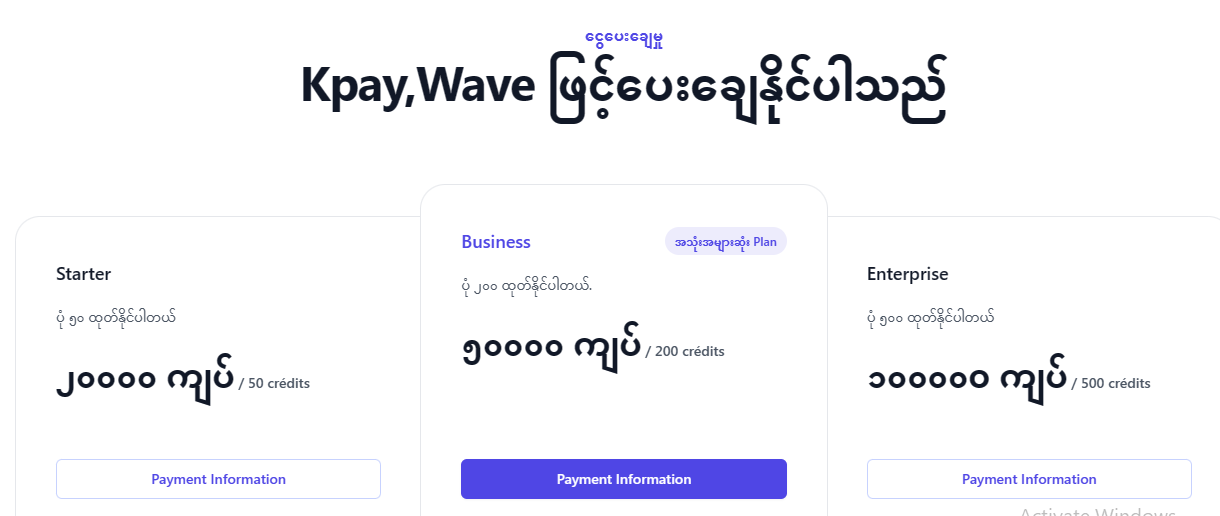 ငွေပေးချေမှု
Kpay,Wave ဖြင့်ပေးချေနိုင်ပါသည်
Starter
ပုံ ၅၀ ထုတ်နိုင်ပါတယ်
၂၀၀၀၀ ကျပ် / 50 crédits
Payment Information
Business
အသုံးအများဆုံး Plan
ပုံ ၂၀၀ ထုတ်နိုင်ပါတယ်.
၅၀၀၀၀ ကျပ် / 200 crédits
Payment Information
Enterprise
ပုံ ၅၀၀ ထုတ်နိုင်ပါတယ်
၁၀၀၀၀၀ ကျပ် / 500 crédits
Payment Information
Activate Windows